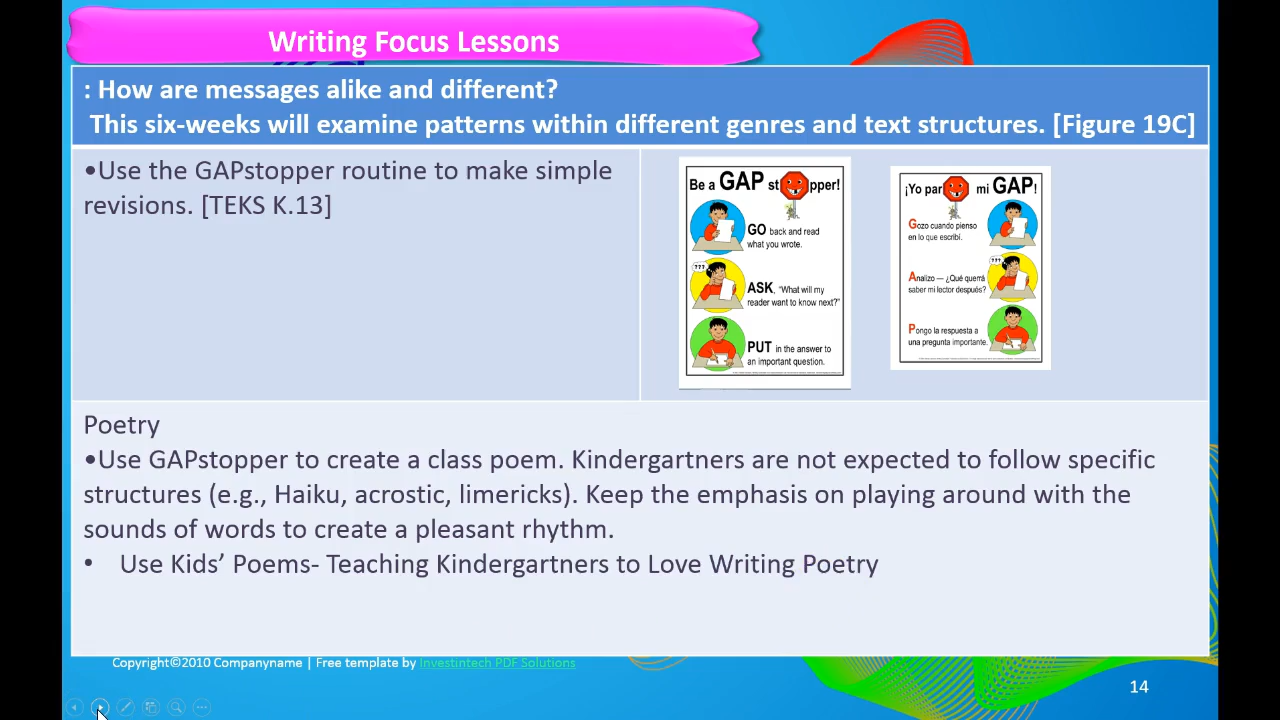 Writing Focus Lessons
: How are messages alike and different?
This six-weeks will examine patterns within different genres and text structures. [Figure 19C]
•Use the GAPstopper routine to make simple
revisions. [TEKS K.13]
Be a GAP st pper!
GO back and read
what you wrote.
???
ASK, “What will my
reader want to know next?”
PUT in the answer to
an important question.
¡Yo par mi GAP!
Gozo cuando pienso
en lo que escribí.
???
Analizo — ¿Qué querrá
saber mi lector después?
Pongo la respuesta a
una pregunta importante.
Poetry
•Use GAPstopper to create a class poem. Kindergartners are not expected to follow specific
structures (e.g., Haiku, acrostic, limericks). Keep the emphasis on playing around with the
sounds of words to create a pleasant rhythm.
• Use Kids’ Poems- Teaching Kindergartners to Love Writing Poetry
Copyright©2010 Companyname | Free template by Investintech PDF Solutions
14